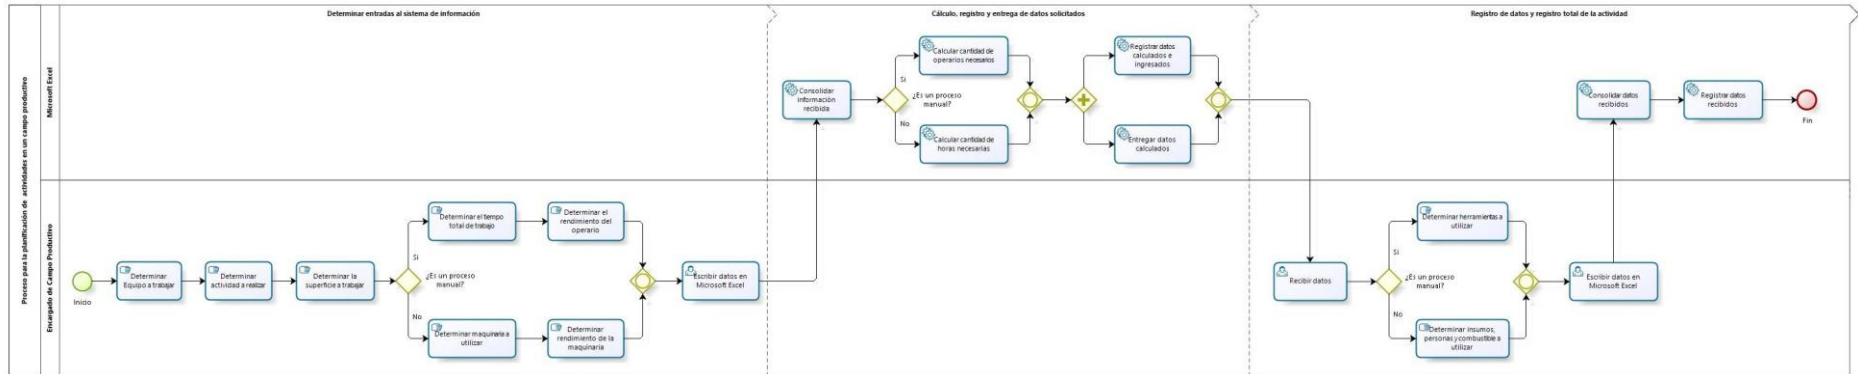 Proceso para la planificación de actividades en un campo productivo
Determinar entradas al sistema de información
Cálculo, registro y entrega de datos solicitados
Registro de datos y registro total de la actividad
Microsoft Excel
Consolidar
información
recibida
Si
¿Es un proceso
manual?
No
Calcular cantidad de
operarios necesarios
Calcular cantidad de
horas necesarias
Registrar datos
calculados e
ingresados
Entregar datos
calculados
Consolidar datos
recibidos
Registrar datos
recibidos
Fin
Encargado de Campo Productivo
Inicio
Determinar
Equipo a trabajar
Determinar
actividad a realizar
Determinar la
superficie a trabajar
Si
¿Es un proceso
manual?
No
Determinar el tiempo
total de trabajo
Determinar el
rendimiento del
operario
Determinar maquinaria a
utilizar
Determinar
rendimiento de la
maquinaria
Escribir datos en
Microsoft Excel
Recibir datos
Si
¿Es un proceso
manual?
No
Determinar herramientas a
utilizar
Determinar insumos,
personas y combustible a
utilizar
Escribir datos en
Microsoft Excel